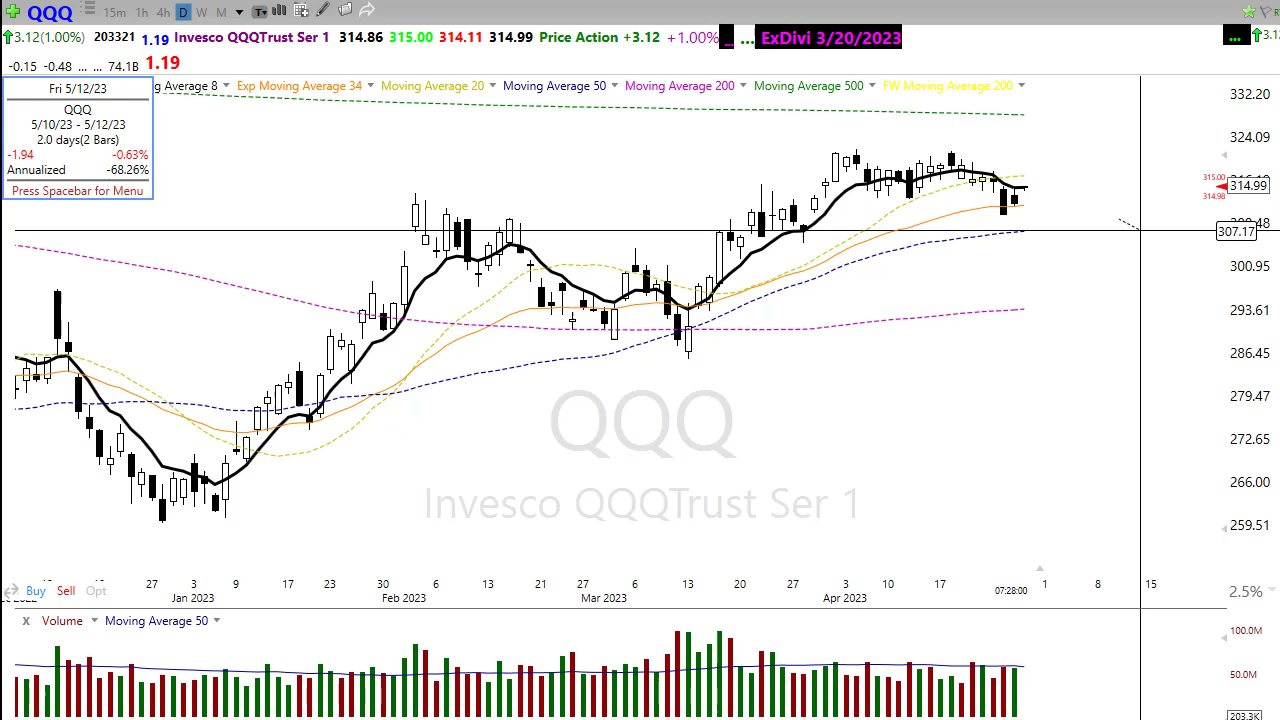 QQQ 15m 1h 4h D W M T
3.12(1.00%) 203321 1.19 Invesco QQQTrust Ser 1 314.86 315.00 314.11 314.99 Price Action +3.12 +1.00% ... ... ExDivi 3/20/2023 ... 3.12
-0.15 -0.48 ... ... 74.1B 1.19
g Average 8 Exp Moving Average 34 Moving Average 20 Moving Average 50 Moving Average 200 Moving Average 500 FW Moving Average 200
Fri 5/12/23
QQQ
5/10/23 - 5/12/23
2.0 days(2 Bars)
-1.94 -0.63%
Annualized -68.26%
Press Spacebar for Menu
332.20
324.09
315.00
314.99
314.98
307.17
300.95
293.61
286.45
279.47
272.65
266.00
259.51
QQQ
Invesco QQQTrust Ser 1
27 3 9 17 23 30 6 13 21 27 6 13 20 27 3 10 17 1 8 15
Buy Sell Opt
Jan 2023 Feb 2023 Mar 2023 Apr 2023 07:28:00
2.5%
X Volume Moving Average 50
100.0M
50.0M
203.3K